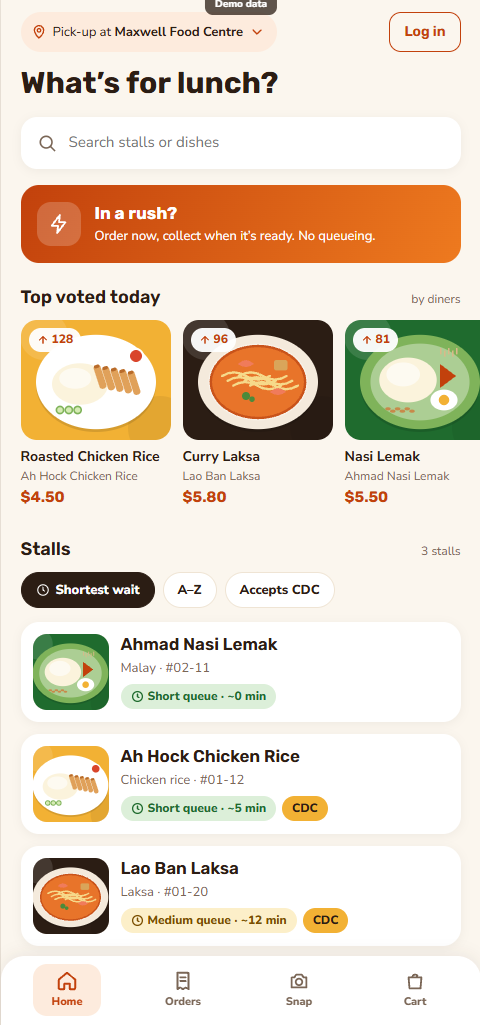 Demo data
Pick-up at Maxwell Food Centre
Log in
What's for lunch?
Search stalls or dishes
In a rush?
Order now, collect when it's ready. No queueing.
Top voted today
by diners
128
96
81
Roasted Chicken Rice
Curry Laksa
Nasi Lemak
Ah Hock Chicken Rice
Lao Ban Laksa
Ahmad Nasi Lemak
$4.50
$5.80
$5.50
Stalls
3 stalls
Shortest wait
A–Z
Accepts CDC
Ahmad Nasi Lemak
Malay · #02-11
Short queue · ~0 min
Ah Hock Chicken Rice
Chicken rice · #01-12
Short queue · ~5 min
CDC
Lao Ban Laksa
Laksa · #01-20
Medium queue · ~12 min
CDC
Home
Orders
Snap
Cart